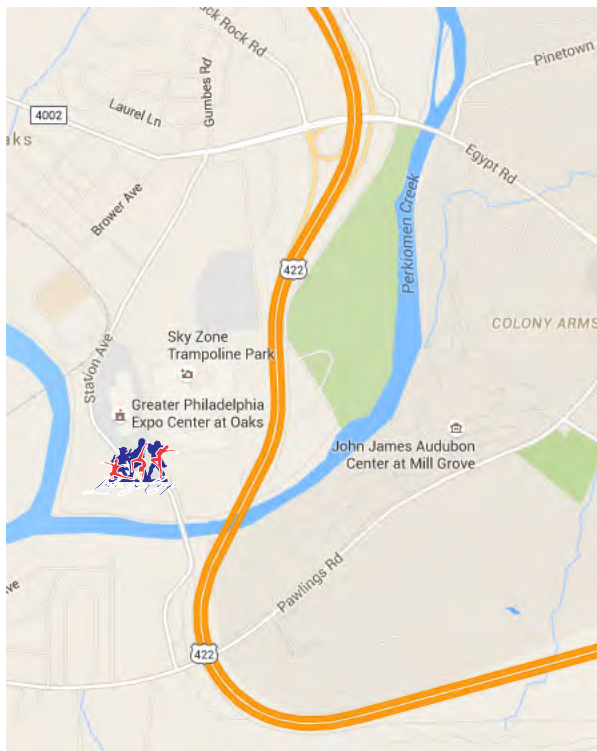 ck Rock Rd
Pinetown
Gumbes Rd
Laurel Ln
4002
aks
Egypt Rd
Brower Ave
Perkiomen Creek
422
COLONY ARMS
Station Ave
Sky Zone
Trampoline Park
Greater Philadelphia
Expo Center at Oaks
John James Audubon
Center at Mill Grove
Pawlings Rd
ve
422